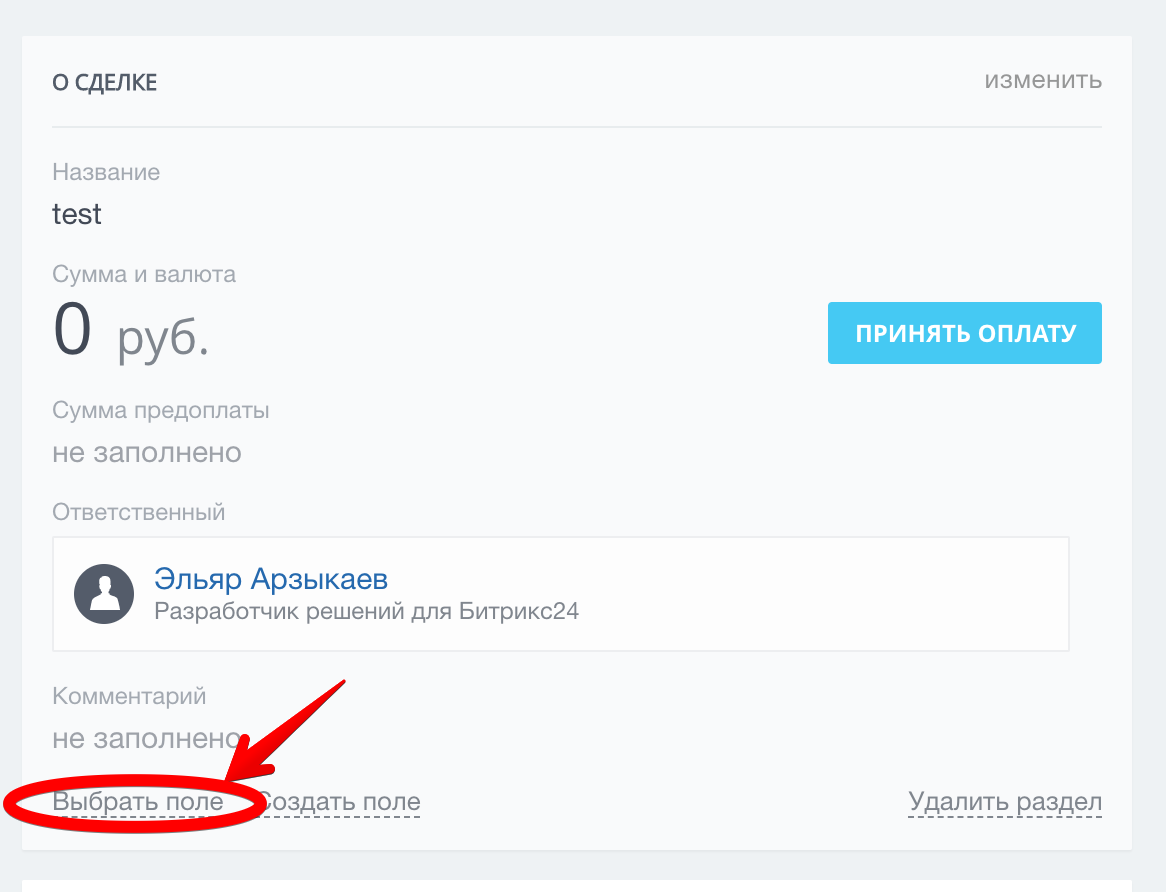 О СДЕЛКЕ
изменить
Название
test
Сумма и валюта
0 руб.
ПРИНЯТЬ ОПЛАТУ
Сумма предоплаты
не заполнено
Ответственный
Эльяр Арзыкаев
Разработчик решений для Битрикс24
Комментарий
не заполнено
Выбрать поле Создать поле Удалить раздел